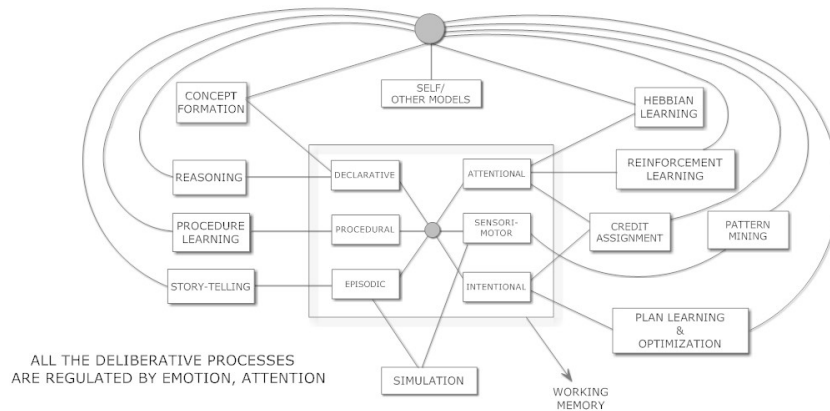 SELF/
OTHER MODELS
CONCEPT
FORMATION
HEBBIAN
LEARNING
REASONING
DECLARATIVE
ATTENTIONAL
REINFORCEMENT
LEARNING
PROCEDURE
LEARNING
PROCEDURAL
SENSORI-
MOTOR
CREDIT
ASSIGNMENT
PATTERN
MINING
STORY-TELLING
EPISODIC
INTENTIONAL
PLAN LEARNING
&
OPTIMIZATION
ALL THE DELIBERATIVE PROCESSES
ARE REGULATED BY EMOTION, ATTENTION
SIMULATION
WORKING
MEMORY